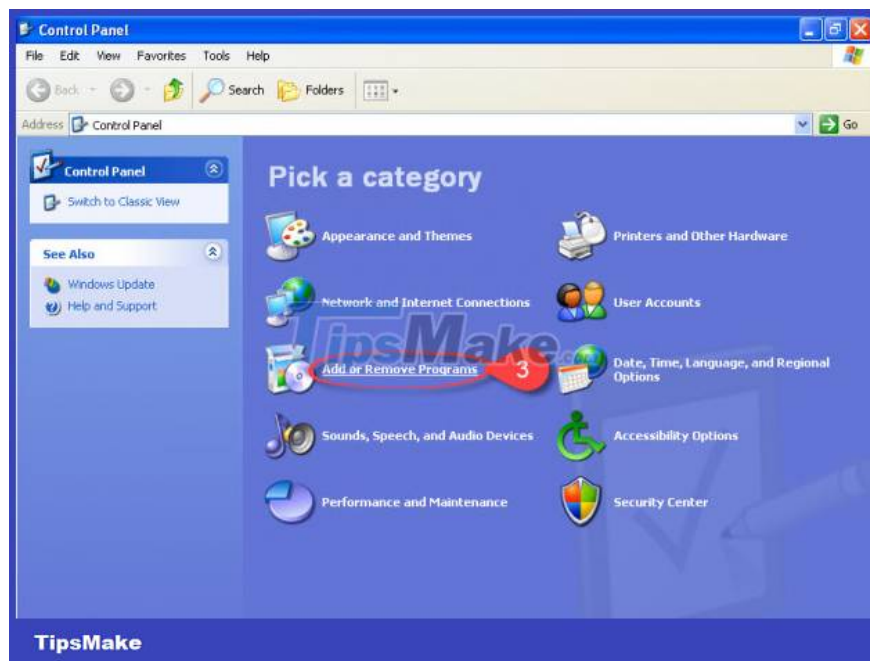 Control Panel
File Edit View Favorites Tools Help
Back Search Folders
Address Control Panel Go
Control Panel
Switch to Classic View
See Also
Windows Update
Help and Support
Pick a category
Appearance and Themes
Printers and Other Hardware
Network and Internet Connections
User Accounts
TipsMake.com
Add or Remove Programs
3
Date, Time, Language, and Regional
Options
Sounds, Speech, and Audio Devices
Accessibility Options
Performance and Maintenance
Security Center
TipsMake